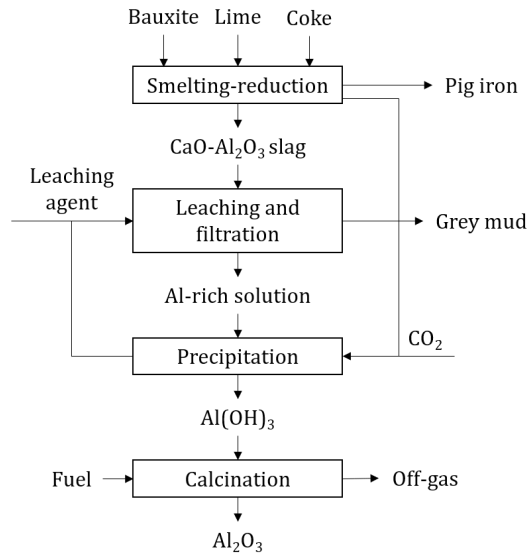 Bauxite Lime Coke
Smelting-reduction
Pig iron
CaO-Al₂O₃ slag
Leaching
agent
Leaching and
filtration
Grey mud
Al-rich solution
CO₂
Precipitation
Al(OH)₃
Fuel
Calcination
Off-gas
Al₂O₃